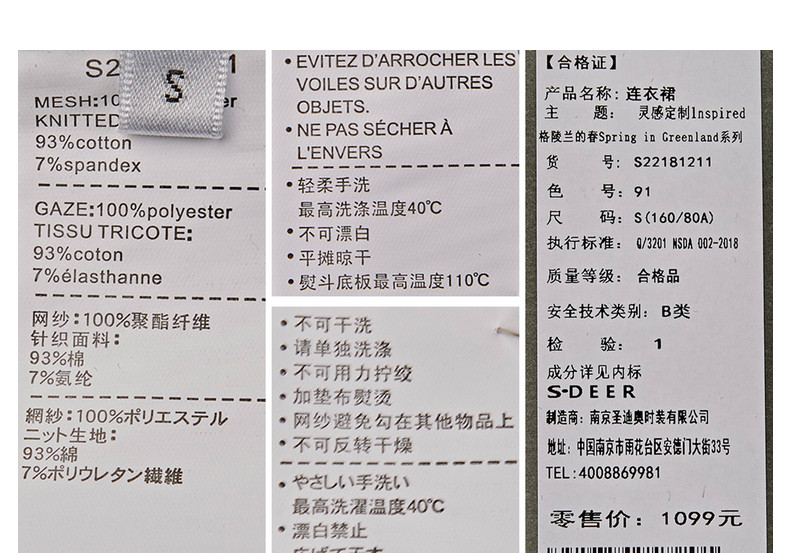 S
MESH:
KNITTED
93%cotton
7%spandex
GAZE:100%polyester
TISSU TRICOTE:
93%coton
7%élasthanne
网纱:100%聚酯纤维
针织面料:
93%棉
7%氨纶
網紗:100%ポリエステル
ニット生地:
93%綿
7%ポリウレタン繊維
• EVITEZ D'ARROCHER LES
VOILES SUR D'AUTRES
OBJETS.
• NE PAS SÉCHER À
L'ENVERS
• 轻柔手洗
最高洗涤温度40℃
• 不可漂白
• 平摊晾干
• 熨斗底板最高温度110℃
• 不可干洗
• 请单独洗涤
• 不可用力拧绞
• 加垫布熨烫
• 网纱避免勾在其他物品上
• 不可反转干燥
• やさしい手洗い
最高洗濯温度40℃
• 漂白禁止
【合格证】
产品名称: 连衣裙
主 题: 灵感定制Inspired
格陵兰的春Spring in Greenland系列
货 号: S22181211
色 号: 91
尺 码: S(160/80A)
执行标准: Q/3201 NSDA 002-2018
质量等级: 合格品
安全技术类别: B类
检 验: 1
成分详见内标
S·DEER
制造商: 南京圣迪奥时装有限公司
地址: 中国南京市雨花台区安德门大街33号
TEL:4008869981
零售价: 1099元